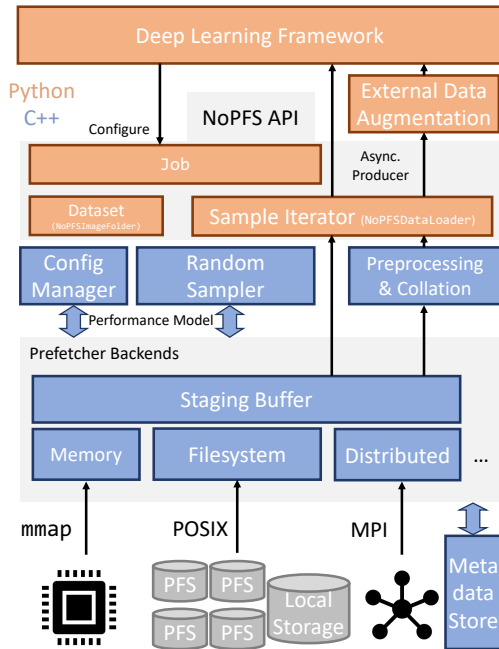 Deep Learning Framework
Python
C++
Configure
NoPFS API
External Data
Augmentation
Job
Async.
Producer
Dataset
(NoPFSImageFolder)
Sample Iterator (NoPFSDataLoader)
Config
Manager
Random
Sampler
Preprocessing
& Collation
Performance Model
Prefetcher Backends
Staging Buffer
Memory
Filesystem
Distributed
...
mmap
POSIX
MPI
PFS
PFS
PFS
PFS
Local
Storage
Meta
data
Store